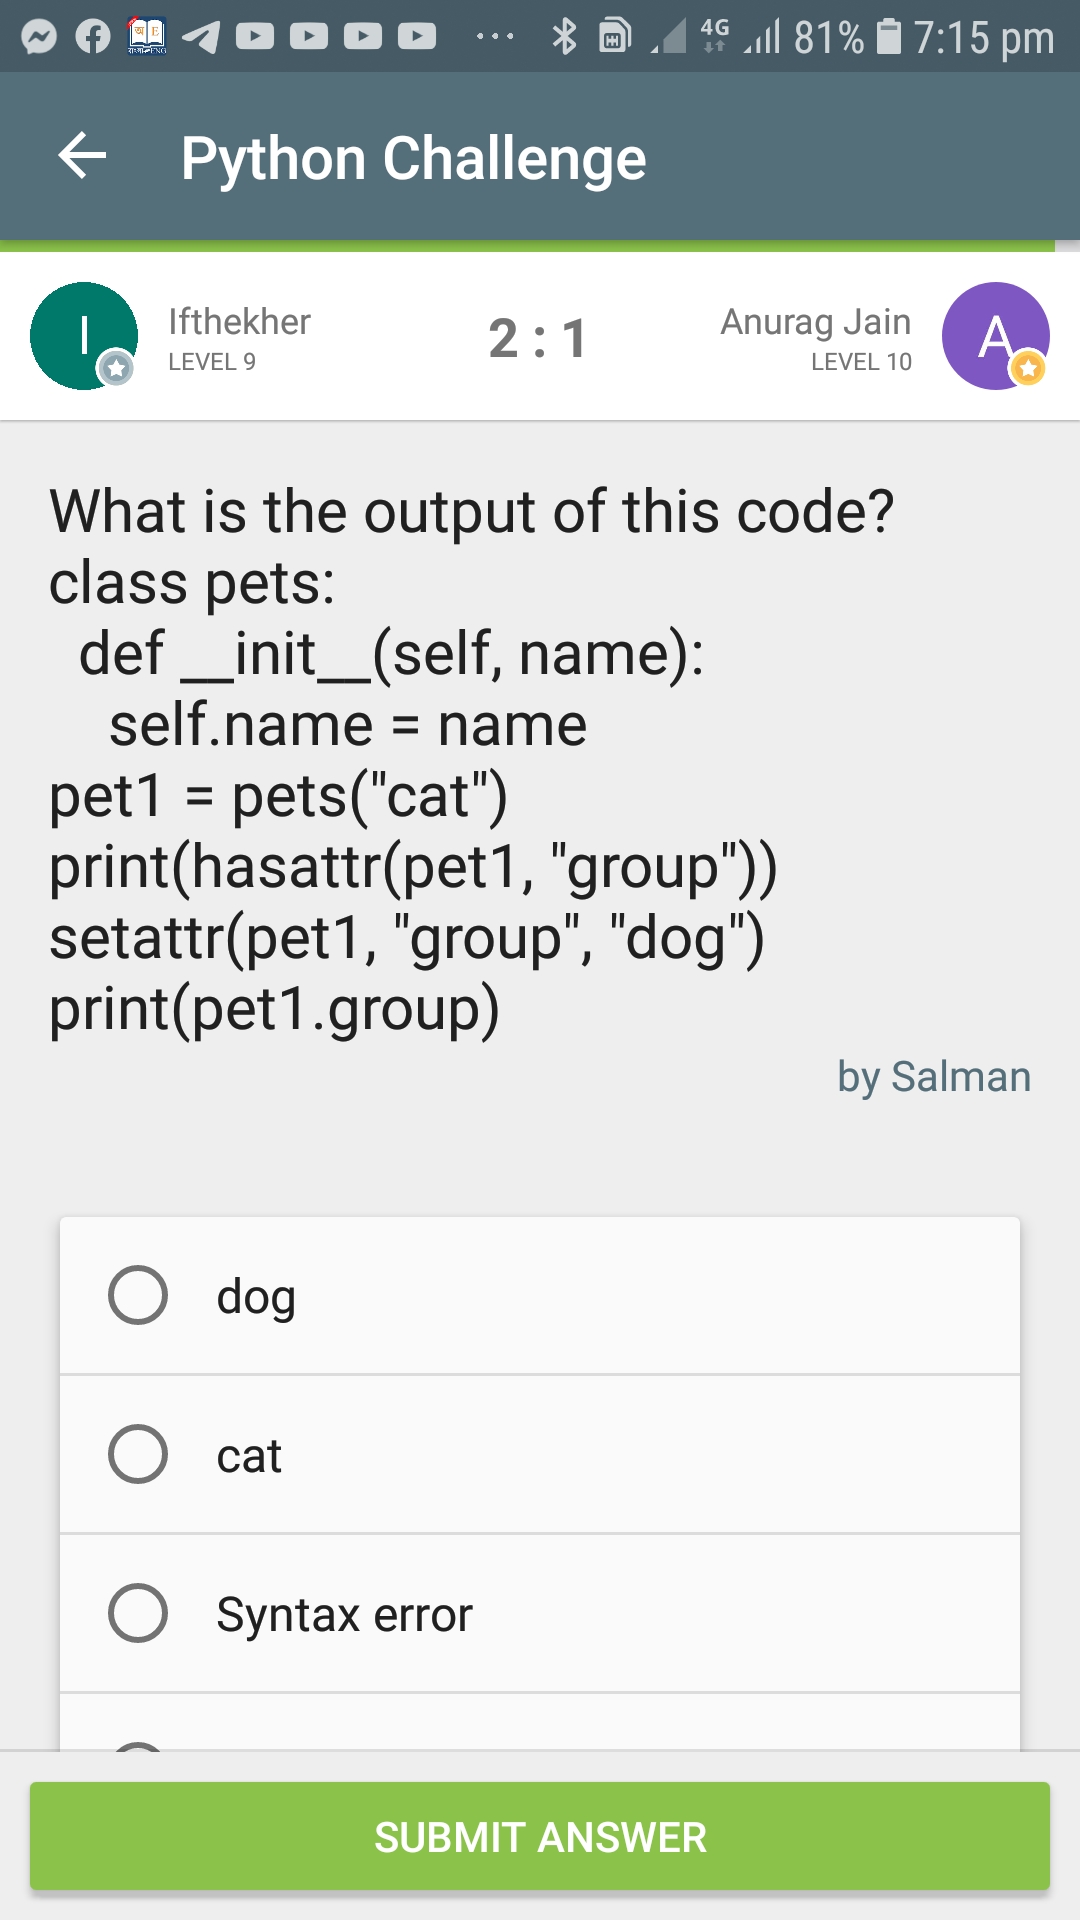 4G 81% 7:15 pm
Python Challenge
I Ifthekher 2 : 1 Anurag Jain A
LEVEL 9 LEVEL 10
What is the output of this code?
class pets:
def __init__(self, name):
self.name = name
pet1 = pets("cat")
print(hasattr(pet1, "group"))
setattr(pet1, "group", "dog")
print(pet1.group)
by Salman
dog
cat
Syntax error
SUBMIT ANSWER